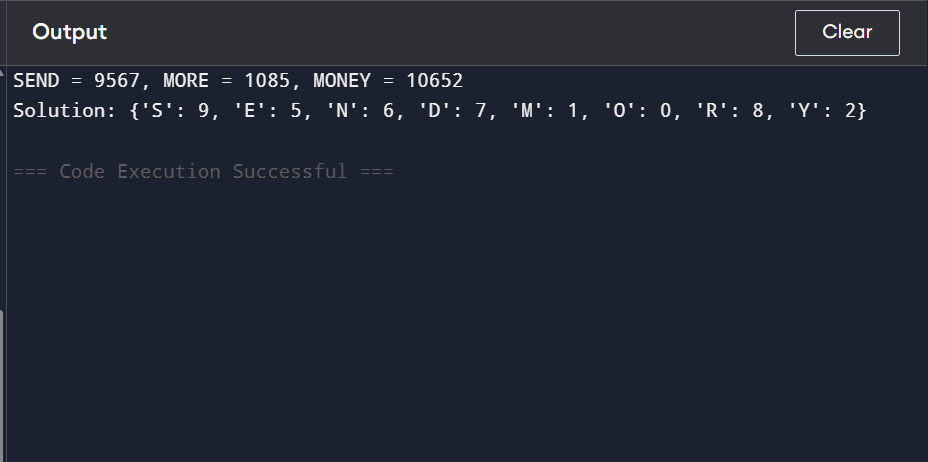 Output
Clear
SEND = 9567, MORE = 1085, MONEY = 10652
Solution: {'S': 9, 'E': 5, 'N': 6, 'D': 7, 'M': 1, 'O': 0, 'R': 8, 'Y': 2}
=== Code Execution Successful ===